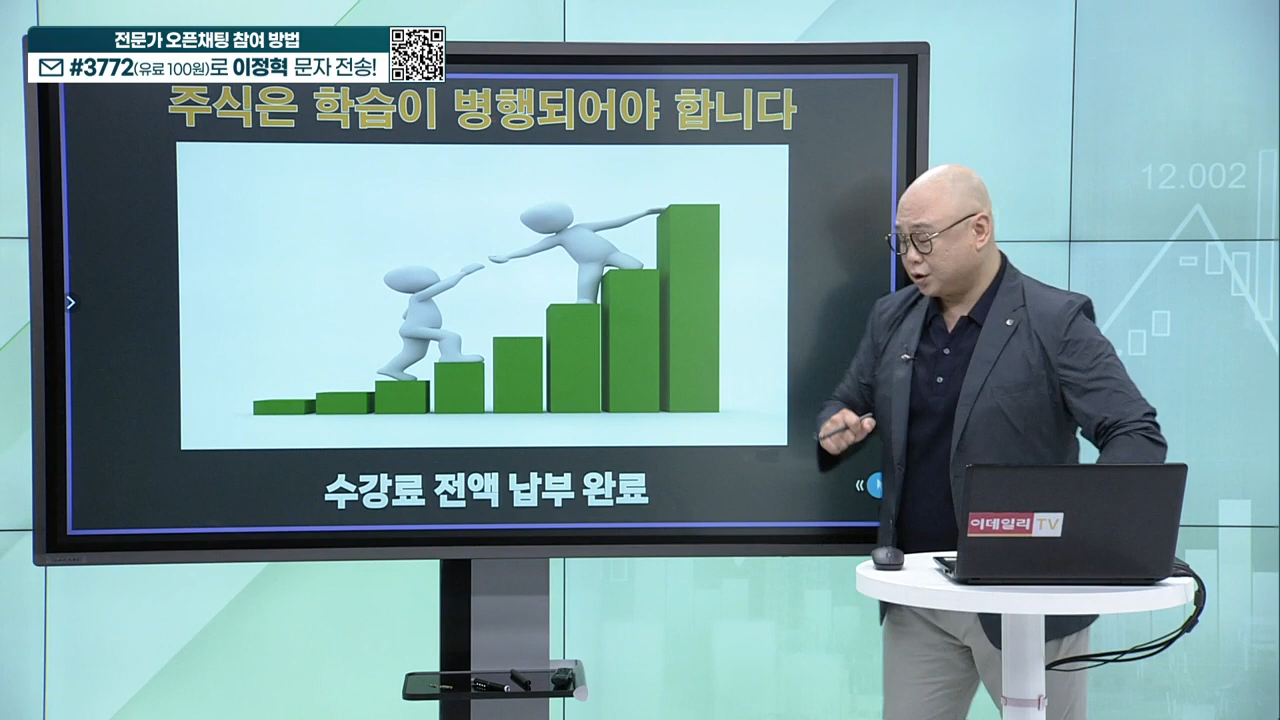 전문가 오픈채팅 참여 방법
#3772(유료 100원)로 이정혁 문자 전송!
주식은 학습이 병행되어야 합니다
12.002
수강료 전액 납부 완료
이데일리 TV